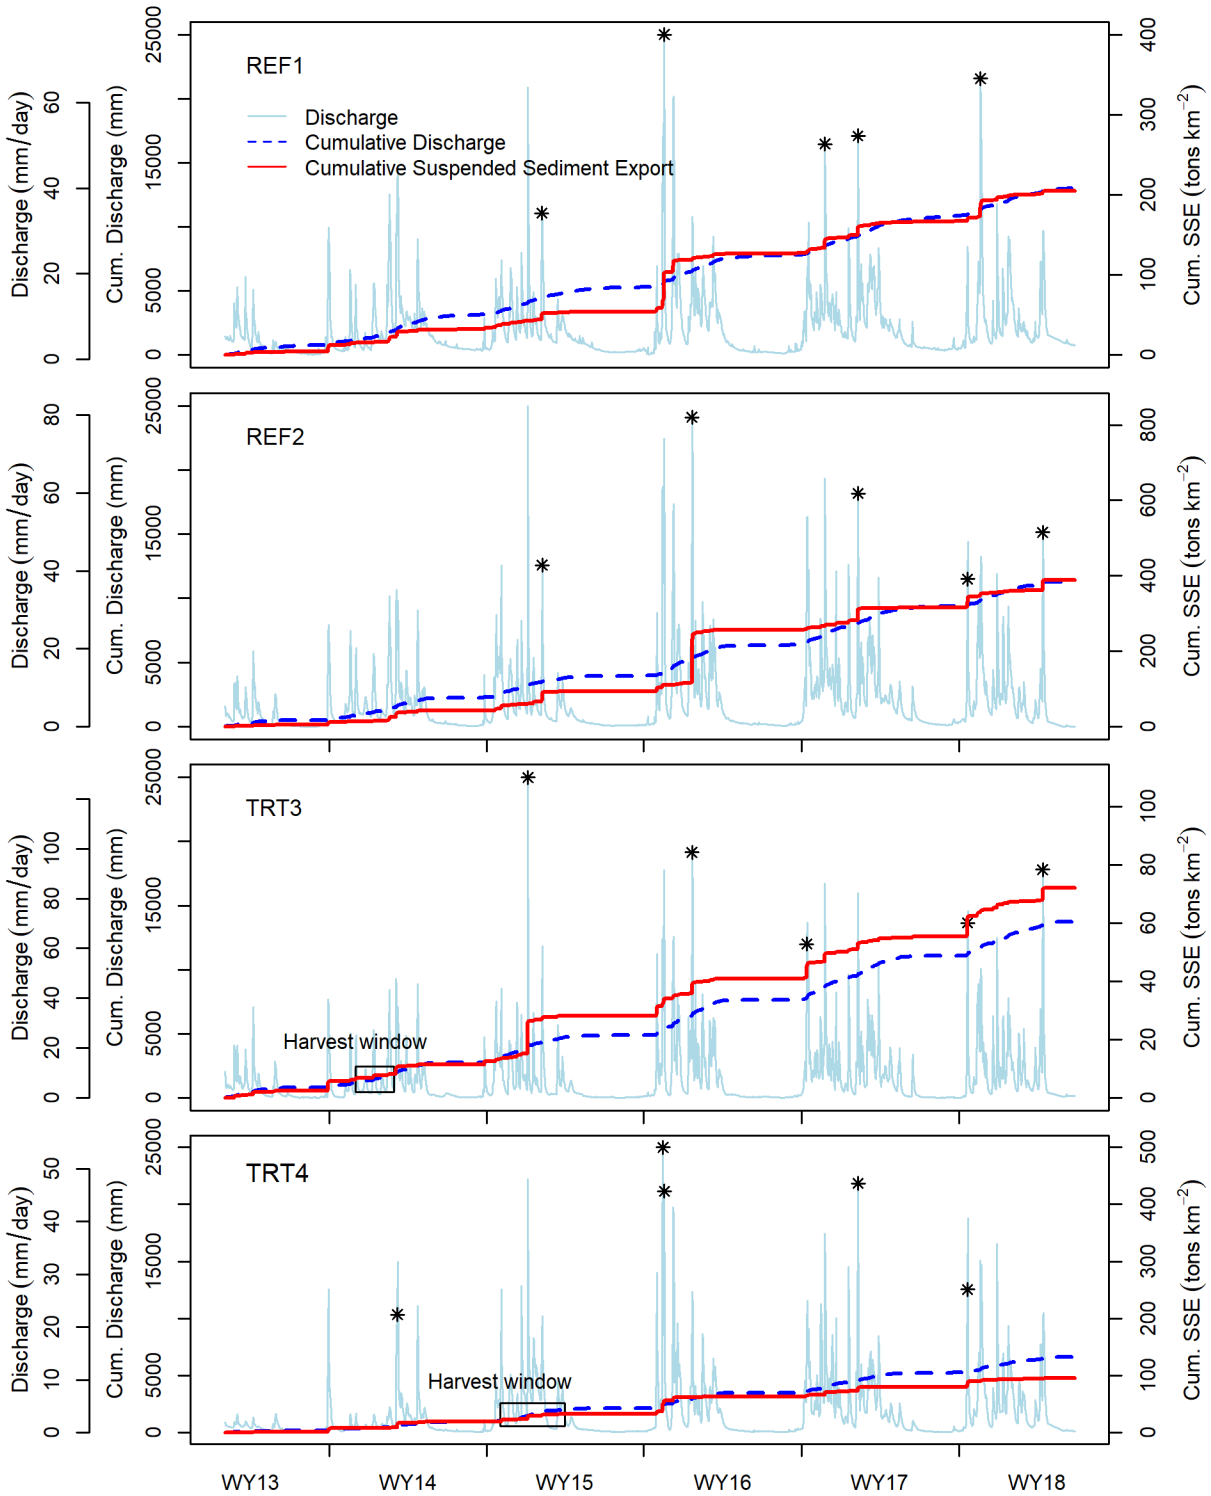 REF1
Discharge
Cumulative Discharge
Cumulative Suspended Sediment Export
Discharge (mm/day)
0 20 40 60
Cum. Discharge (mm)
0 5000 15000 25000
Cum. SSE (tons km−2)
0 100 200 300 400
REF2
Discharge (mm/day)
0 20 40 60 80
Cum. Discharge (mm)
0 5000 15000 25000
Cum. SSE (tons km−2)
0 200 400 600 800
TRT3
Harvest window
Discharge (mm/day)
0 20 40 60 80 100
Cum. Discharge (mm)
0 5000 15000 25000
Cum. SSE (tons km−2)
0 20 40 60 80 100
TRT4
Harvest window
Discharge (mm/day)
0 10 20 30 40 50
Cum. Discharge (mm)
0 5000 15000 25000
Cum. SSE (tons km−2)
0 100 200 300 400 500
WY13 WY14 WY15 WY16 WY17 WY18